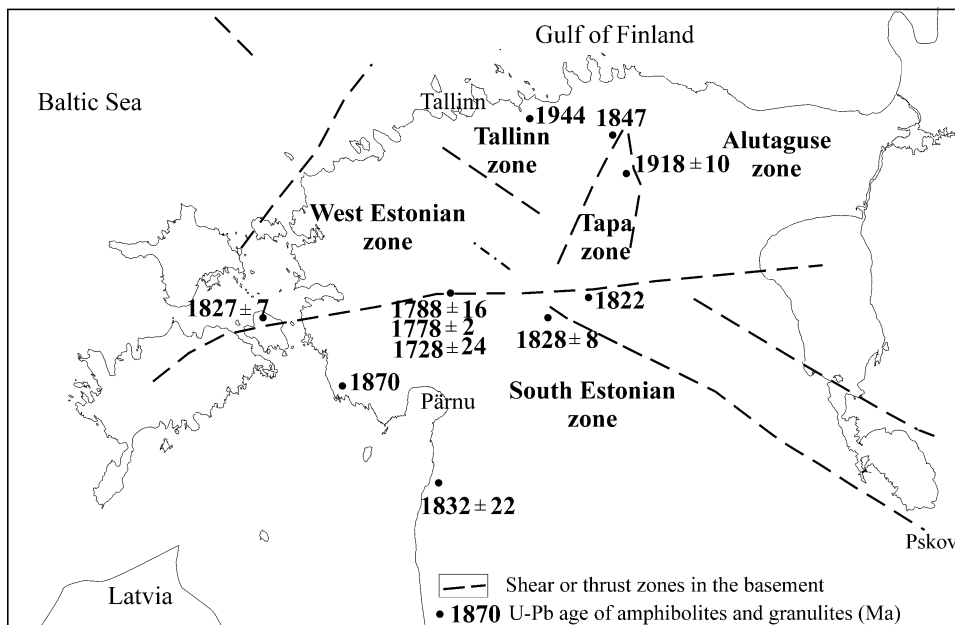 Gulf of Finland
Baltic Sea
Tallinn
1944
1847
Tallinn
zone
Alutaguse
zone
1918 ± 10
West Estonian
zone
Tapa
zone
1827 ± 7
1788 ± 16
1778 ± 2
1728 ± 24
1822
1828 ± 8
1870
Pärnu
South Estonian
zone
1832 ± 22
Pskov
Latvia
Shear or thrust zones in the basement
1870 U-Pb age of amphibolites and granulites (Ma)